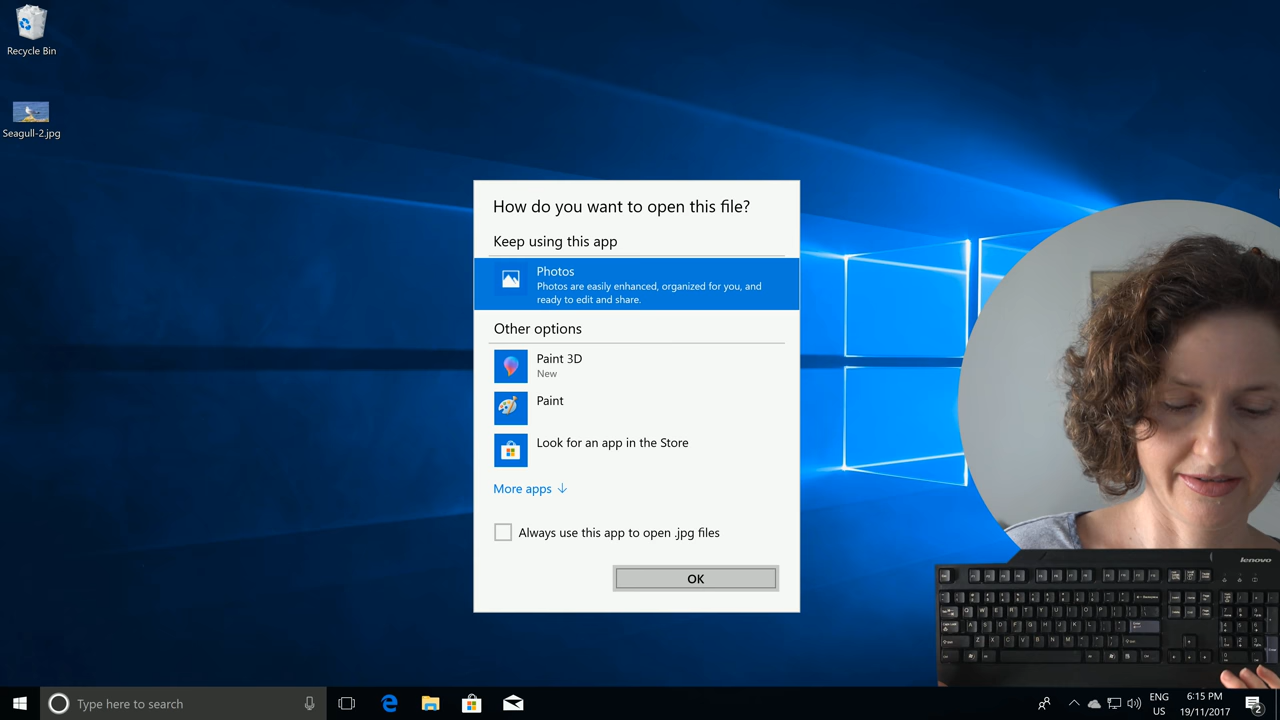 Recycle Bin
Seagull-2.jpg
How do you want to open this file?
Keep using this app
Photos
Photos are easily enhanced, organized for you, and
ready to edit and share.
Other options
Paint 3D
New
Paint
Look for an app in the Store
More apps
Always use this app to open .jpg files
OK
lenovo
Type here to search
ENG
US
6:15 PM
19/11/2017
2